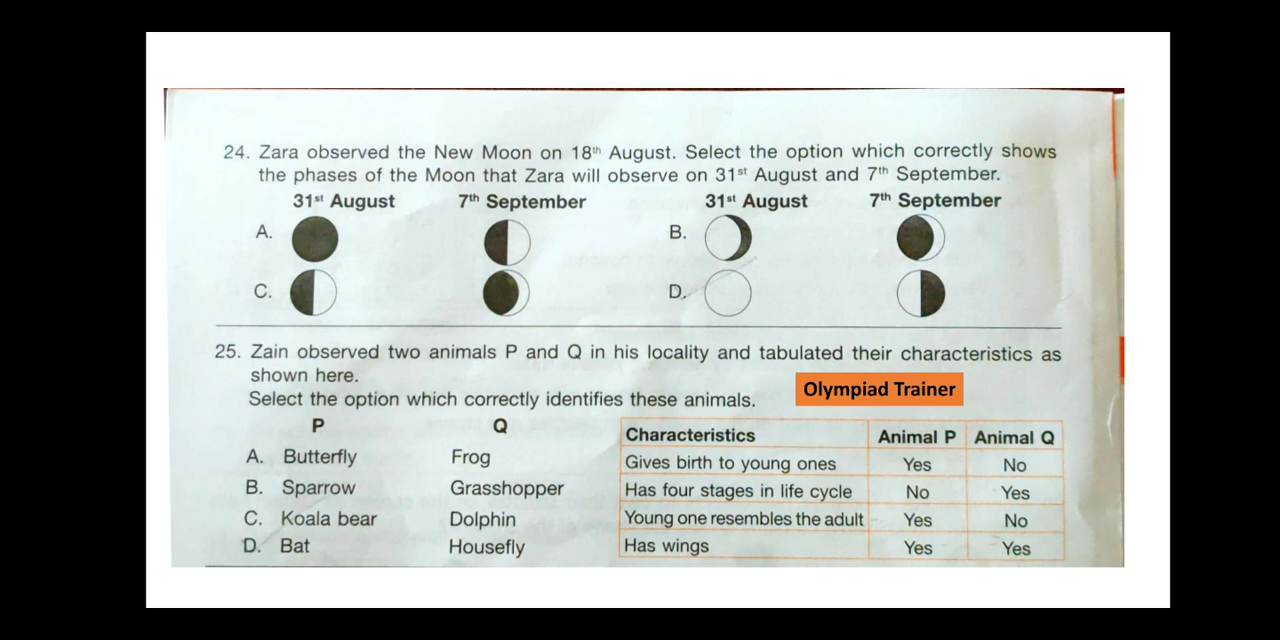 24. Zara observed the New Moon on 18th August. Select the option which correctly shows
the phases of the Moon that Zara will observe on 31st August and 7th September.
31st August 7th September 31st August 7th September
A. B.
C. D.
25. Zain observed two animals P and Q in his locality and tabulated their characteristics as
shown here.
Olympiad Trainer
Select the option which correctly identifies these animals.
P Q
A. Butterfly Frog
B. Sparrow Grasshopper
C. Koala bear Dolphin
D. Bat Housefly
Characteristics Animal P Animal Q
Gives birth to young ones Yes No
Has four stages in life cycle No Yes
Young one resembles the adult Yes No
Has wings Yes Yes